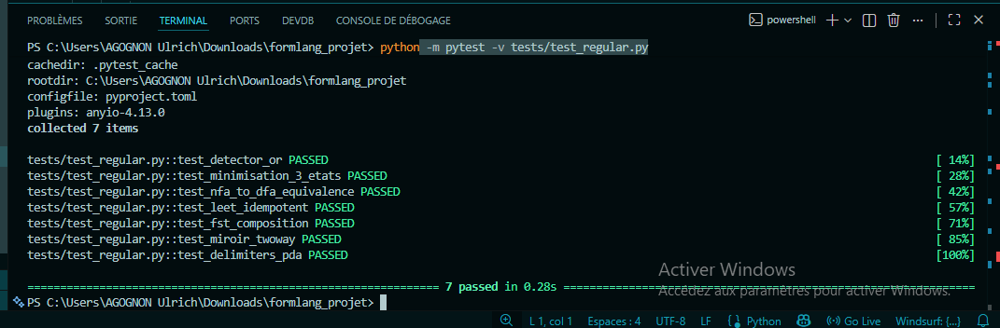 PROBLÈMES SORTIE TERMINAL PORTS DEVDB CONSOLE DE DÉBOGAGE powershell
PS C:\Users\AGOGNON Ulrich\Downloads\formlang_projet> python -m pytest -v tests/test_regular.py
cachedir: .pytest_cache
rootdir: C:\Users\AGOGNON Ulrich\Downloads\formlang_projet
configfile: pyproject.toml
plugins: anyio-4.13.0
collected 7 items
tests/test_regular.py::test_detector_or PASSED [ 14%]
tests/test_regular.py::test_minimisation_3_etats PASSED [ 28%]
tests/test_regular.py::test_nfa_to_dfa_equivalence PASSED [ 42%]
tests/test_regular.py::test_leet_idempotent PASSED [ 57%]
tests/test_regular.py::test_fst_composition PASSED [ 71%]
tests/test_regular.py::test_miroir_twoway PASSED [ 85%]
tests/test_regular.py::test_delimiters_pda PASSED [100%]
7 passed in 0.28s
Activer Windows
Accédez aux paramètres pour activer Windows.
PS C:\Users\AGOGNON Ulrich\Downloads\formlang_projet>
L 1, col 1 Espaces : 4 UTF-8 LF Python Go Live Windsurf: {...}